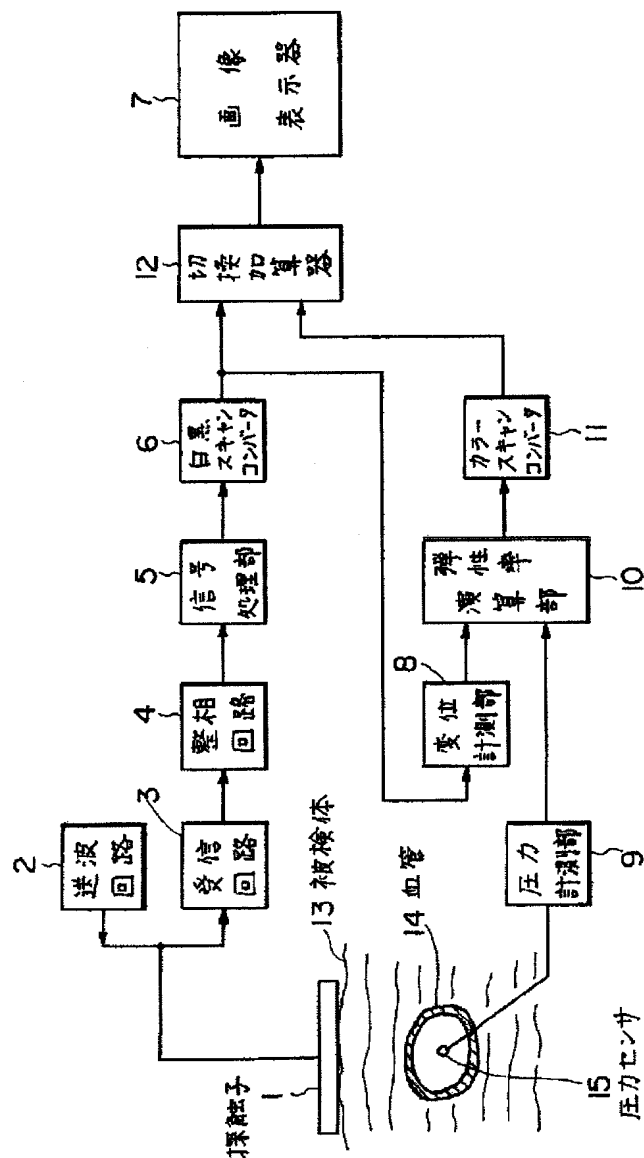 探触子
1
2
送波
回路
3
受信
回路
4
整相
回路
5
信号
処理部
6
白黒
スキャン
コンバータ
12
切換
加算器
7
画像
表示器
8
変位
計測部
9
圧力
計測部
10
弾性率
演算部
11
カラー
スキャン
コンバータ
13 被検体
14 血管
15
圧力センサ